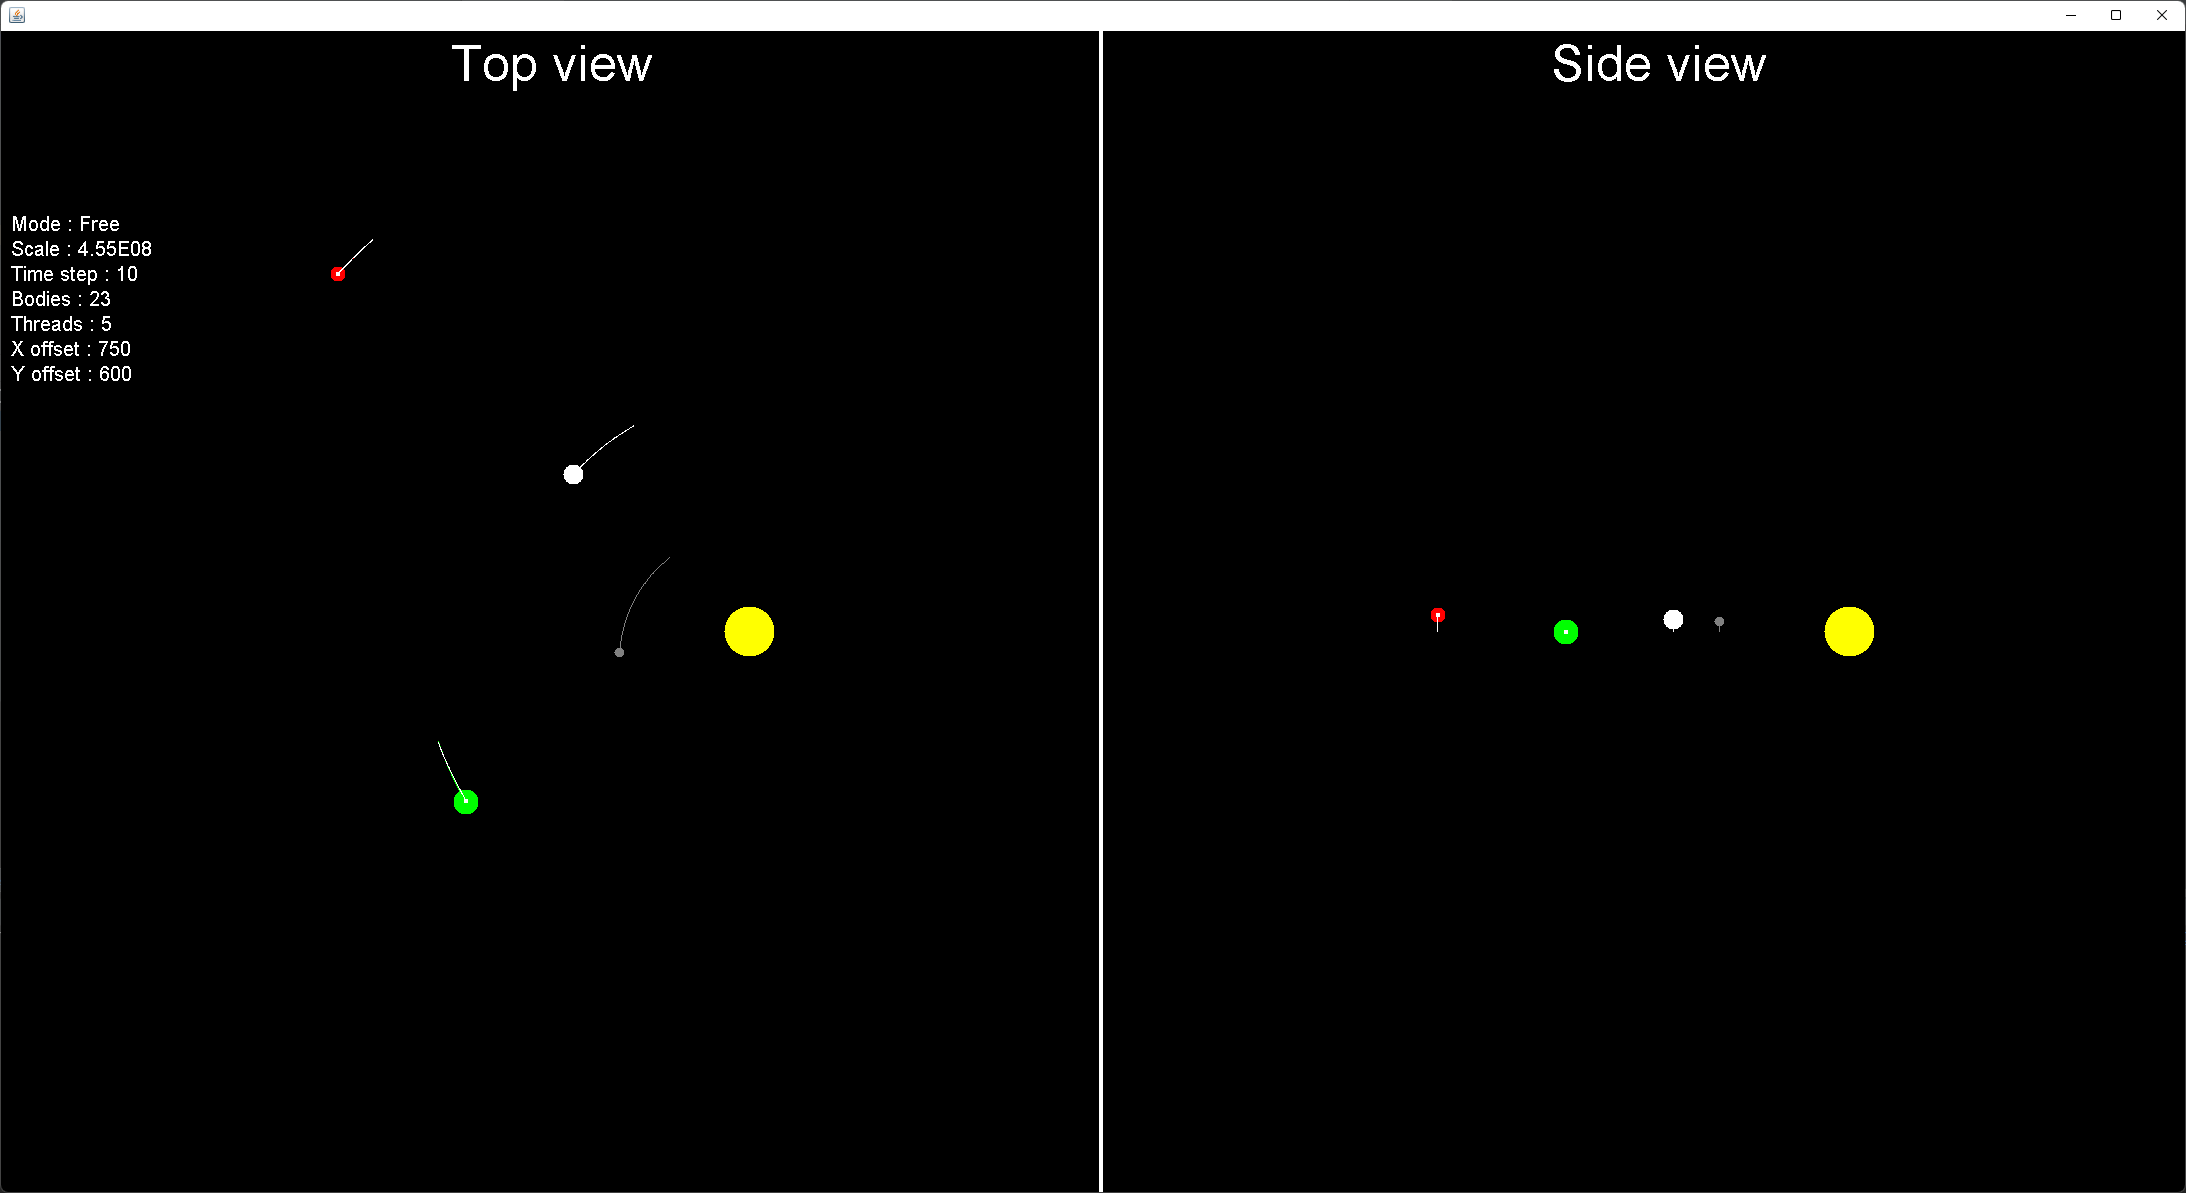 Top view
Side view
Mode : Free
Scale : 4.55E08
Time step : 10
Bodies : 23
Threads : 5
X offset : 750
Y offset : 600